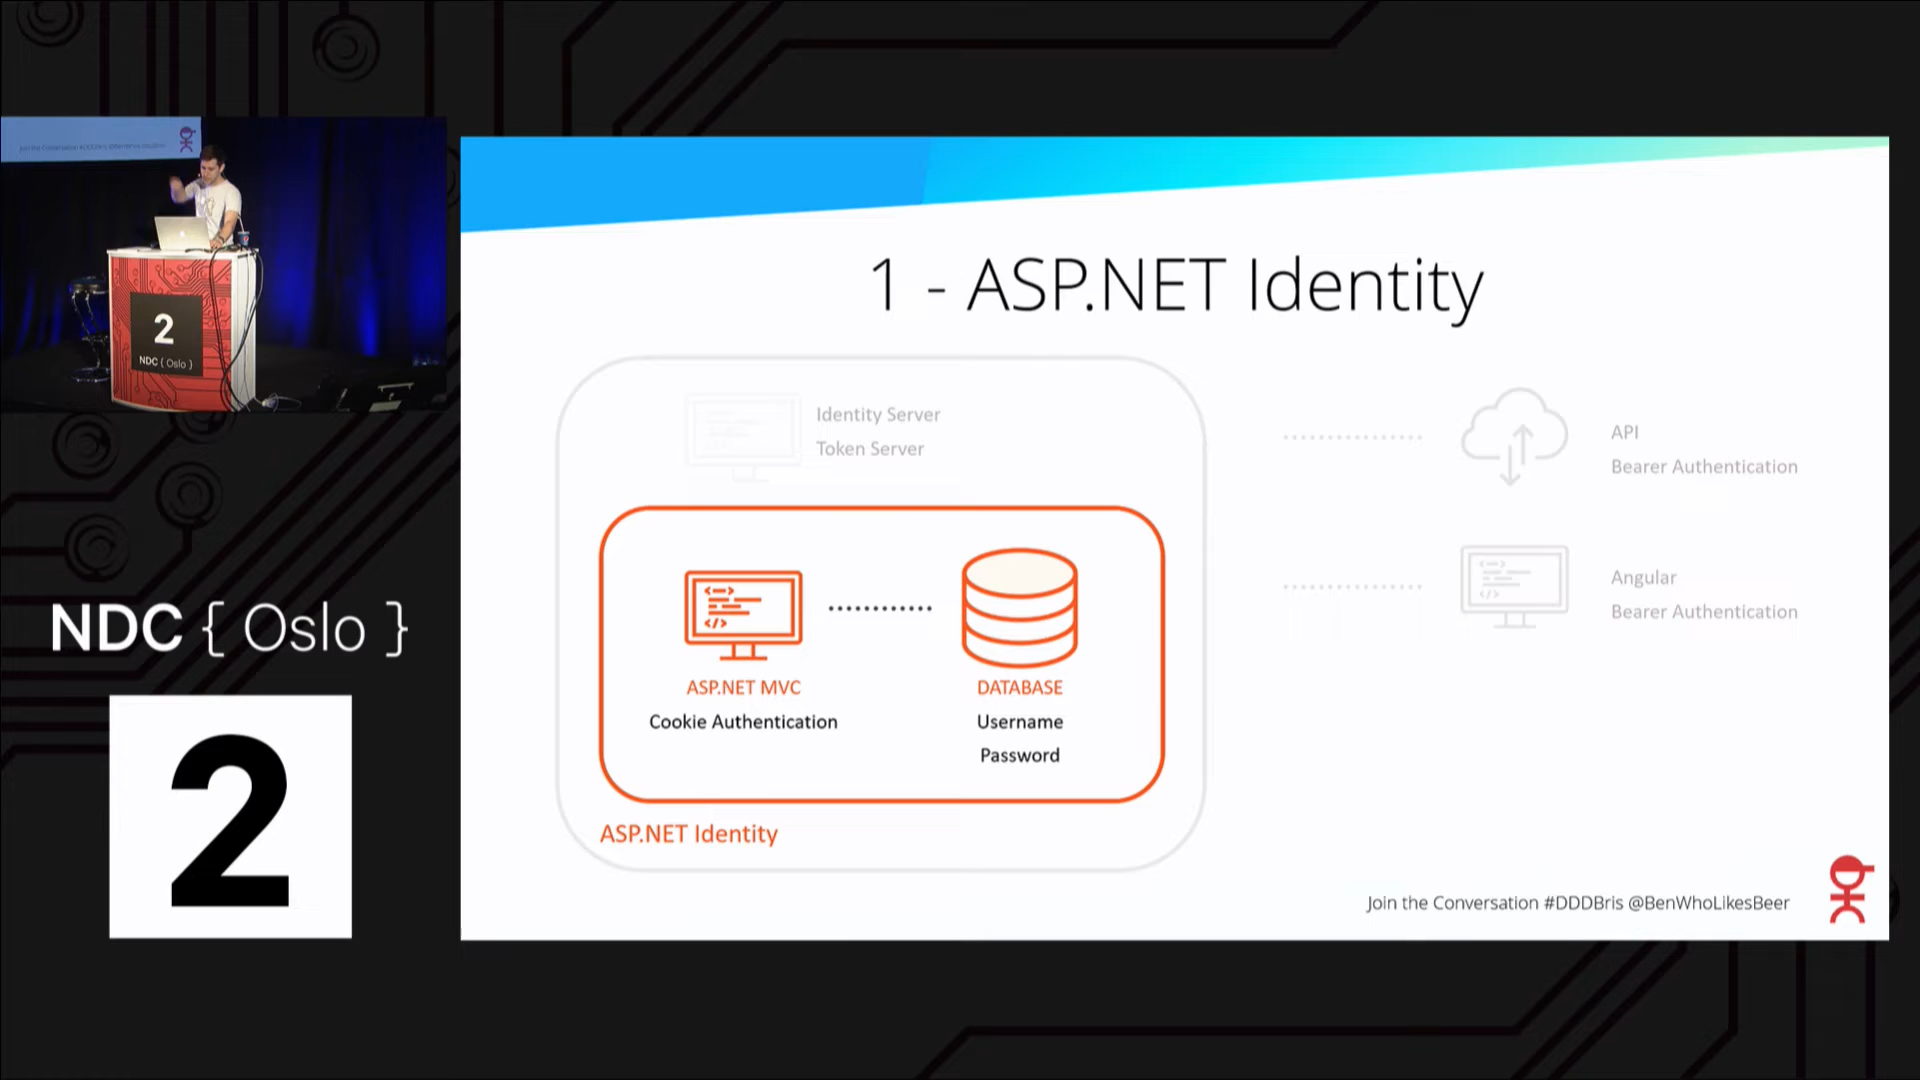 2
NDC { Oslo }
NDC { Oslo }
2
1 - ASP.NET Identity
Identity Server
Token Server
API
Bearer Authentication
Angular
Bearer Authentication
ASP.NET MVC
Cookie Authentication
DATABASE
Username
Password
ASP.NET Identity
Join the Conversation #DDDBris @BenWhoLikesBeer